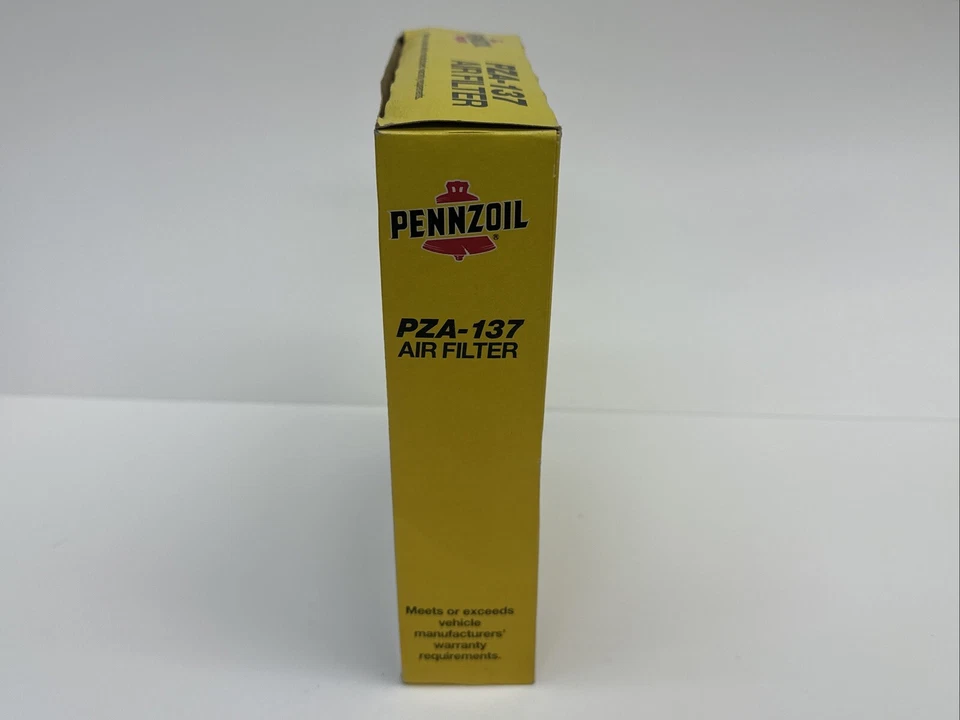 PZA-137
AIR FILTER
PENNZOIL
®
PZA-137
AIR FILTER
Meets or exceeds
vehicle
manufacturers'
warranty
requirements.